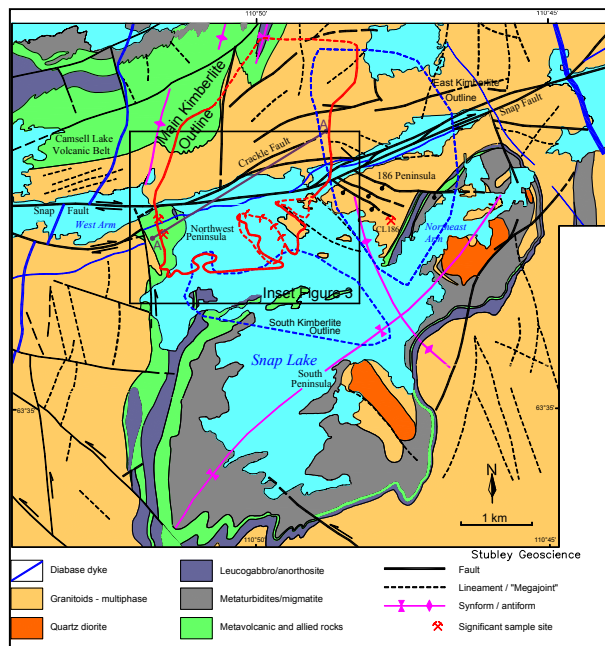 110°50'
110°45'
East Kimberlite
Outline
Main Kimberlite
Outline
Snap Fault
Camsell Lake
Volcanic Belt
Crackle Fault
A'
186 Peninsula
Snap Fault
West Arm
A
Northwest
Peninsula
CL186
Northeast
Arm
Inset Figure 3
South Kimberlite
Outline
Snap Lake
South
Peninsula
63°35'
63°35'
N
1 km
110°50'
110°45'
Stubley Geoscience
Diabase dyke
Leucogabbro/anorthosite
Fault
Granitoids - multiphase
Metaturbidites/migmatite
Lineament / "Megajoint"
Synform / antiform
Quartz diorite
Metavolcanic and allied rocks
Significant sample site